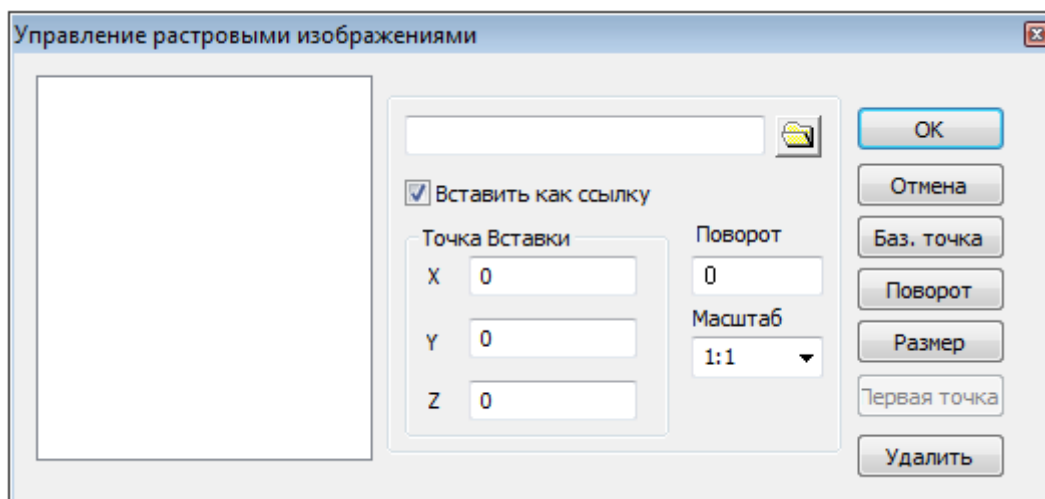 Управление растровыми изображениями
Вставить как ссылку
Точка Вставки
X 0
Y 0
Z 0
Поворот
0
Масштаб
1:1
OK
Отмена
Баз. точка
Поворот
Размер
Первая точка
Удалить